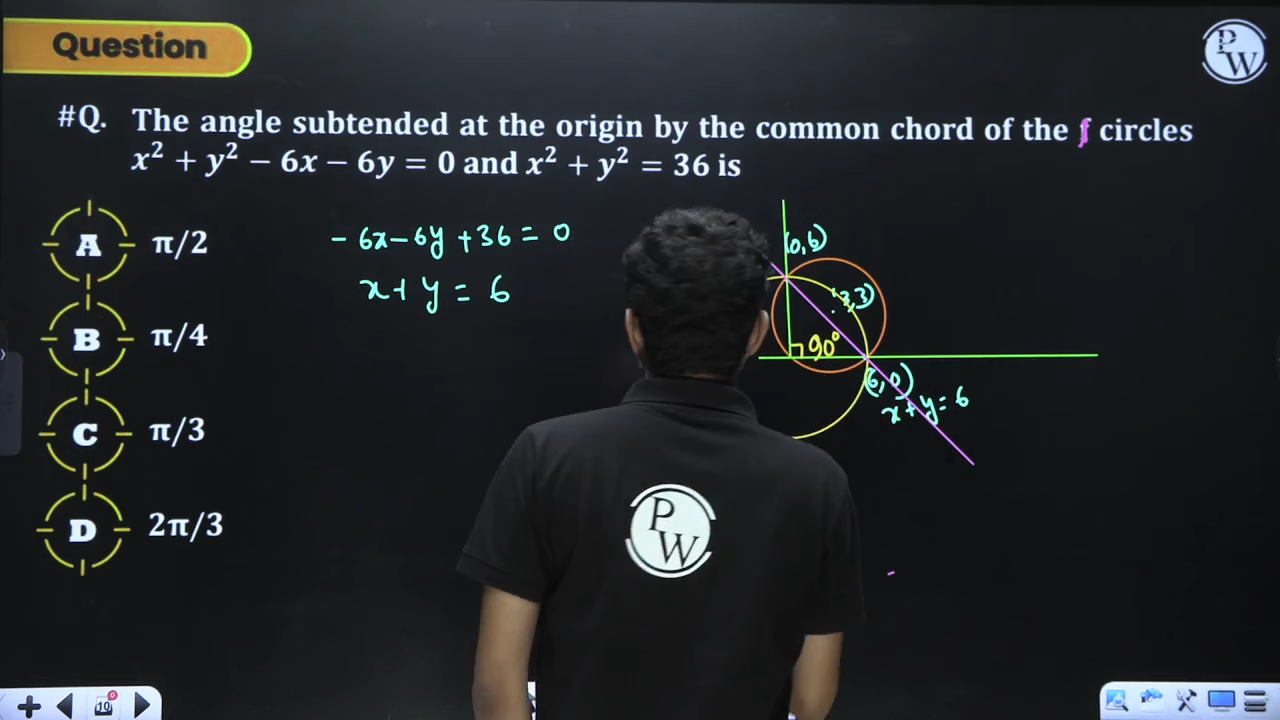 Question
PW
#Q. The angle subtended at the origin by the common chord of the f circles
x² + y² − 6x − 6y = 0 and x² + y² = 36 is
A π/2
B π/4
C π/3
D 2π/3
- 6x - 6y + 36 = 0
x + y = 6
(0,6)
(3,3)
90°
(6,0)
x + y = 6
PW
10
0